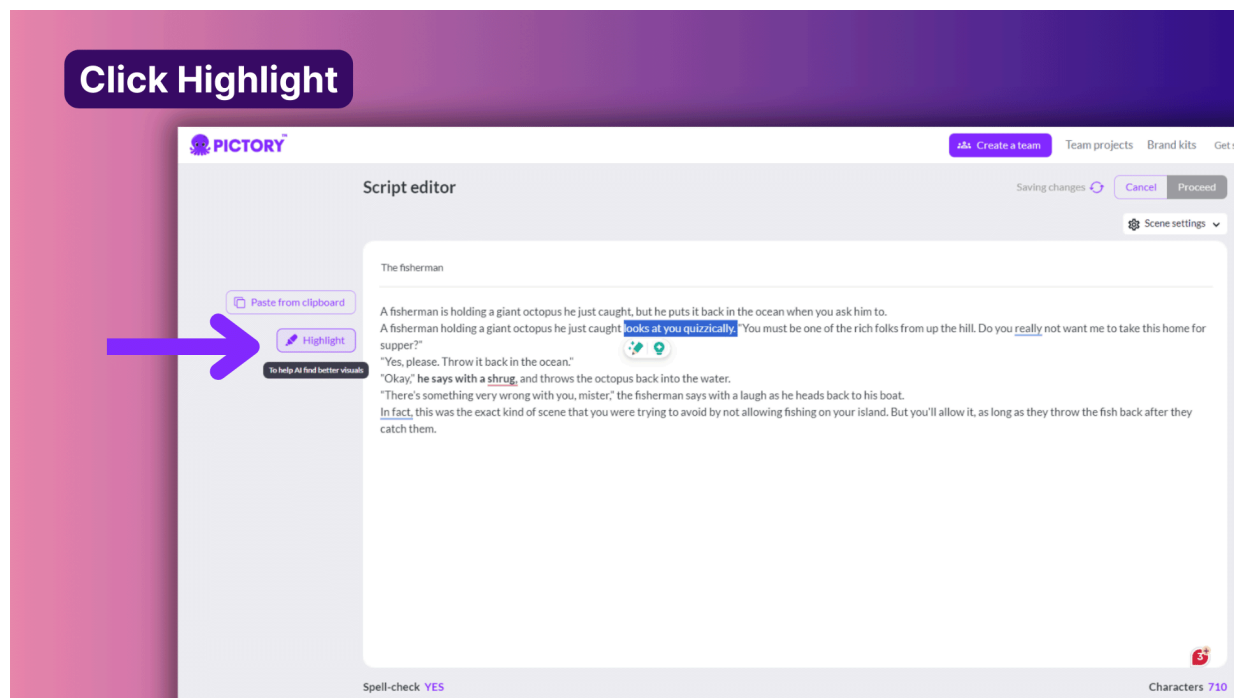 Click Highlight
PICTORY™
Create a team
Team projects
Brand kits
Get
Script editor
Saving changes
Cancel
Proceed
Scene settings
The fisherman
Paste from clipboard
A fisherman is holding a giant octopus he just caught, but he puts it back in the ocean when you ask him to.
A fisherman holding a giant octopus he just caught looks at you quizzically. "You must be one of the rich folks from up the hill. Do you really not want me to take this home for
supper?"
Highlight
To help AI find better visuals
"Yes, please. Throw it back in the ocean."
"Okay," he says with a shrug, and throws the octopus back into the water.
"There's something very wrong with you, mister," the fisherman says with a laugh as he heads back to his boat.
In fact, this was the exact kind of scene that you were trying to avoid by not allowing fishing on your island. But you'll allow it, as long as they throw the fish back after they
catch them.
3+
Spell-check YES
Characters 710